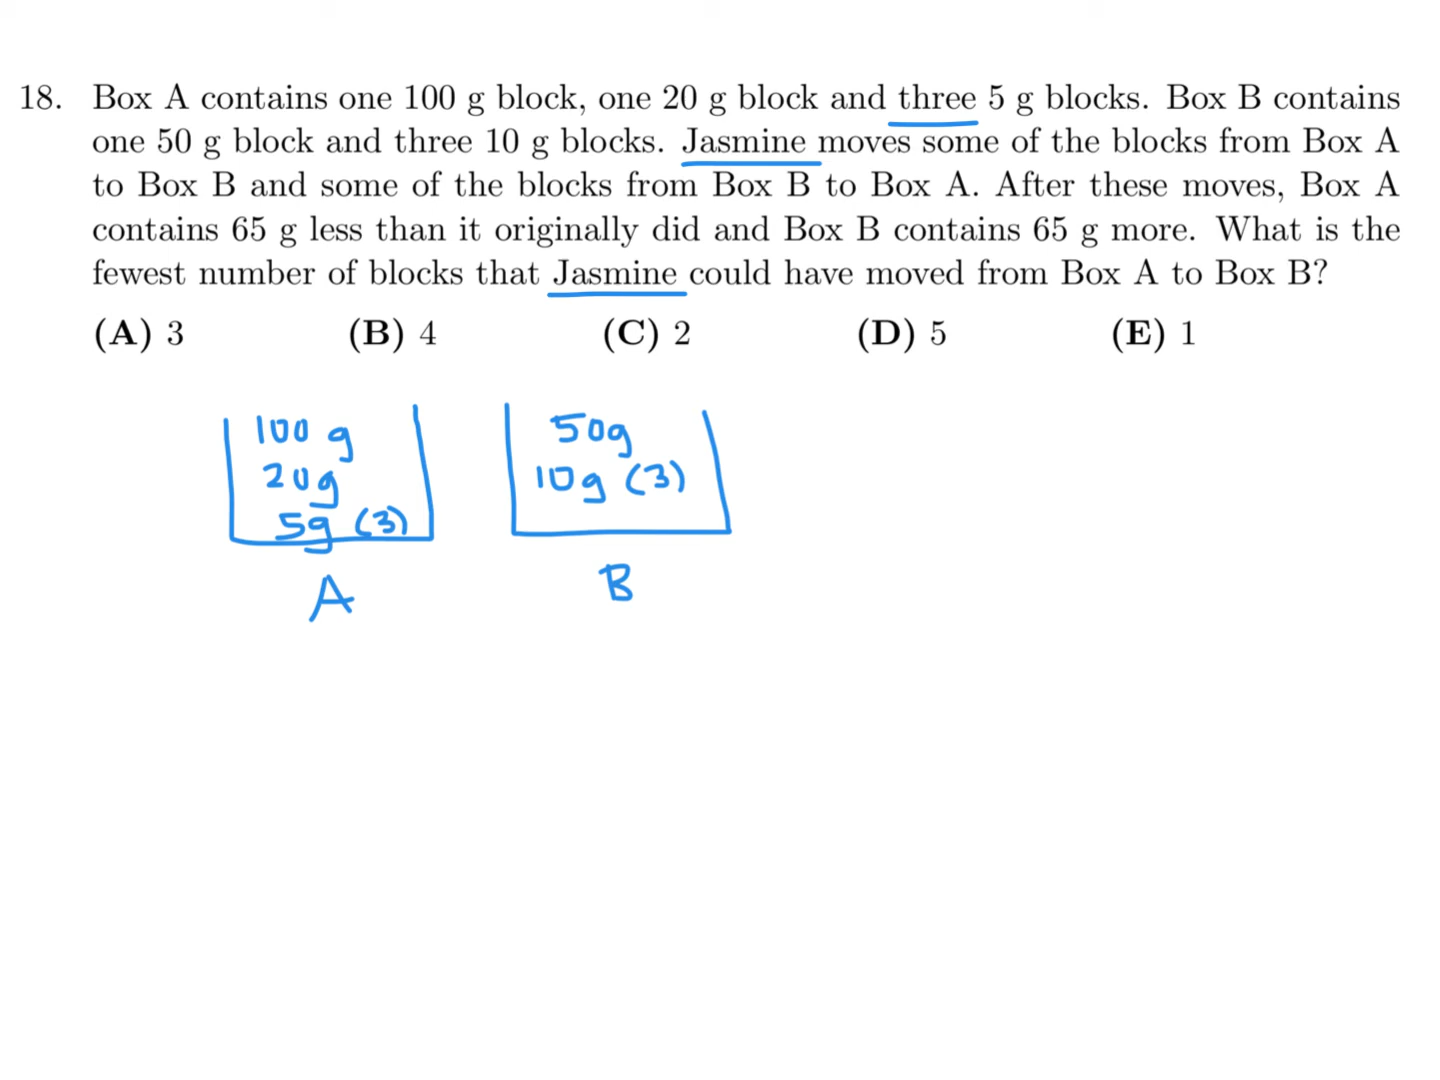 18. Box A contains one 100 g block, one 20 g block and three 5 g blocks. Box B contains
one 50 g block and three 10 g blocks. Jasmine moves some of the blocks from Box A
to Box B and some of the blocks from Box B to Box A. After these moves, Box A
contains 65 g less than it originally did and Box B contains 65 g more. What is the
fewest number of blocks that Jasmine could have moved from Box A to Box B?
(A) 3 (B) 4 (C) 2 (D) 5 (E) 1
100 g
20g
5g (3)
A
50g
10g (3)
B